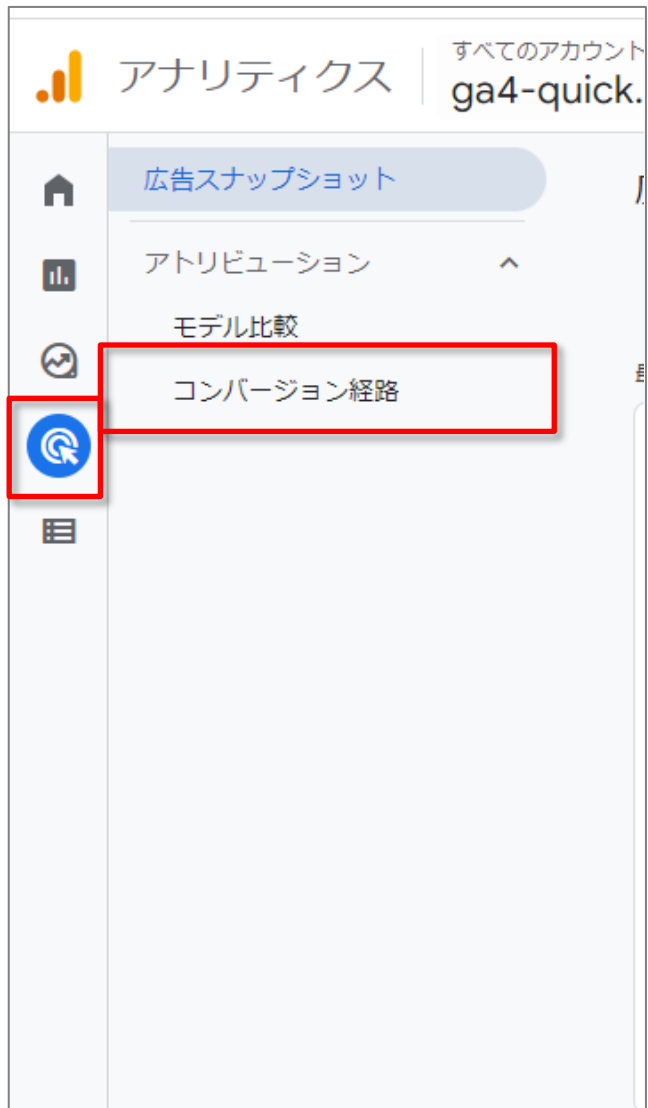 アナリティクス
すべてのアカウント
ga4-quick.
広告スナップショット
アトリビューション
モデル比較
コンバージョン経路